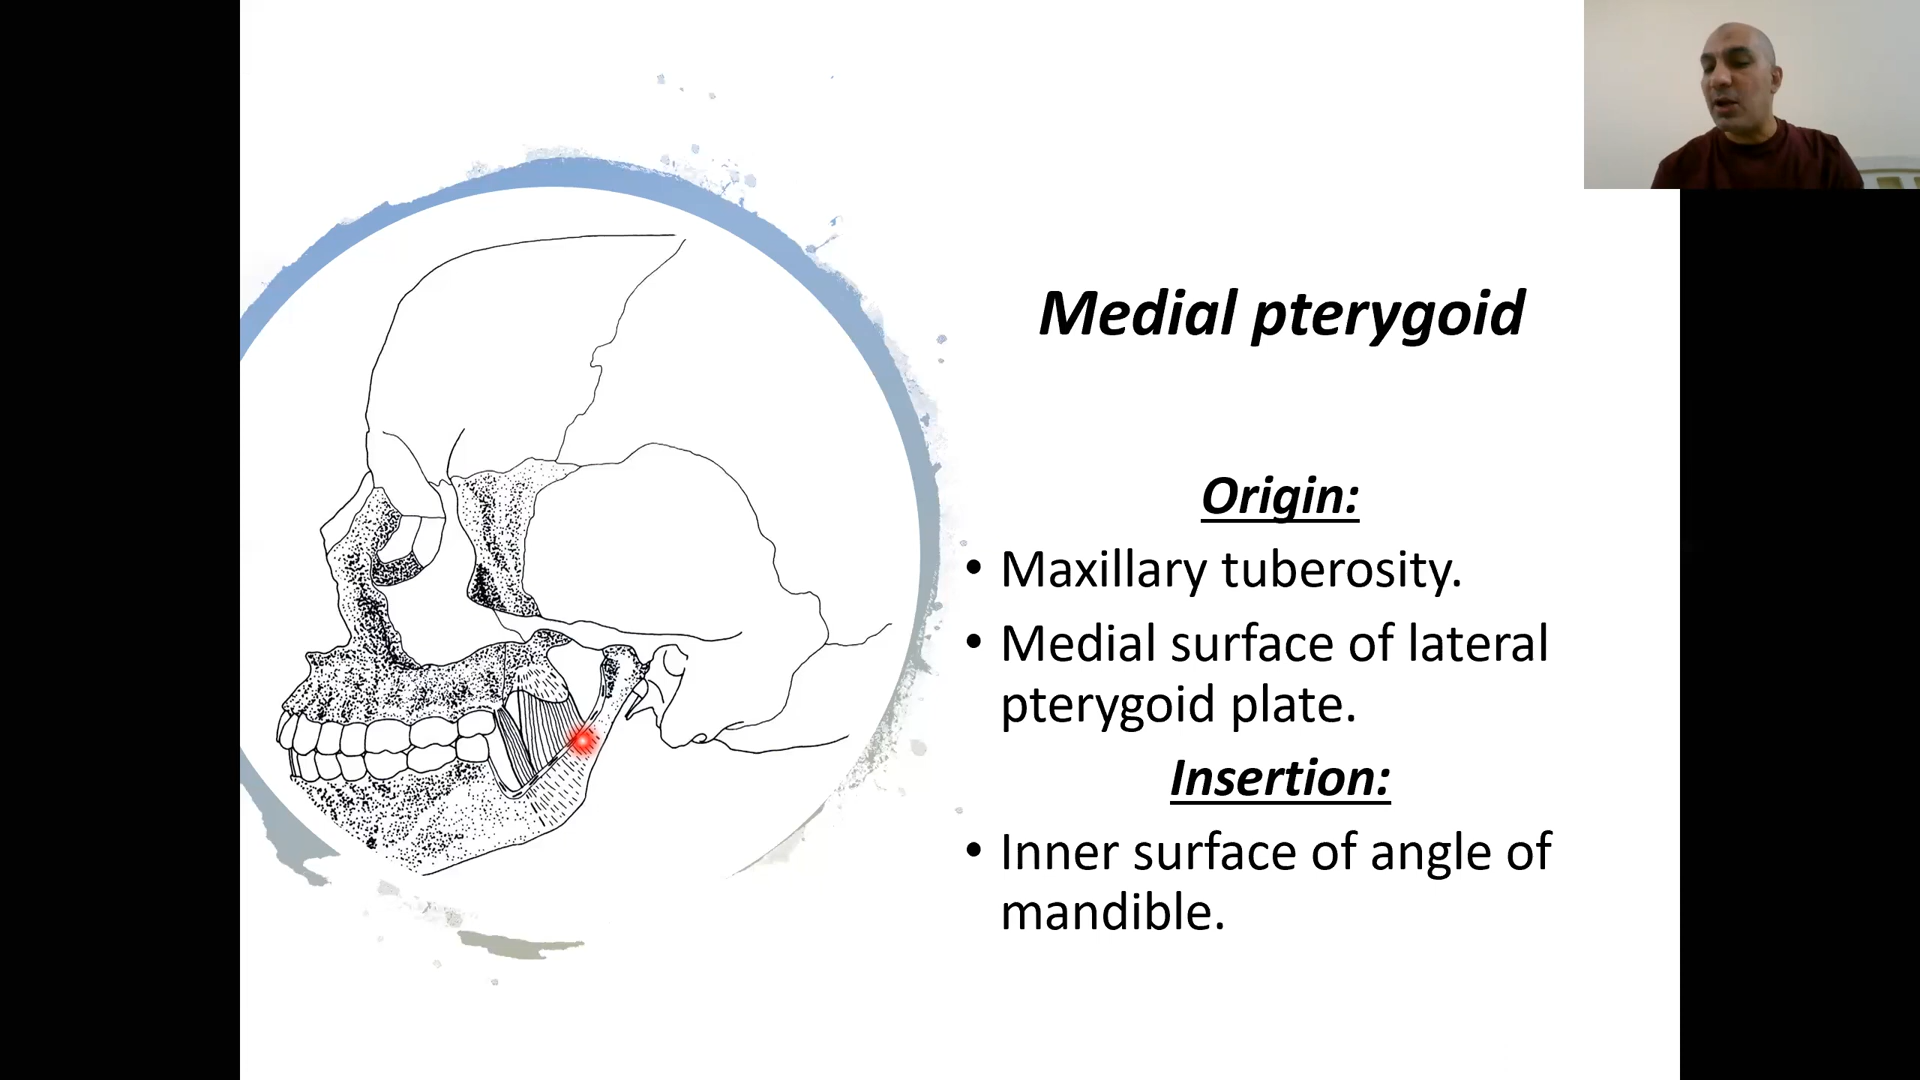 Medial pterygoid
Origin:
• Maxillary tuberosity.
• Medial surface of lateral
pterygoid plate.
Insertion:
• Inner surface of angle of
mandible.